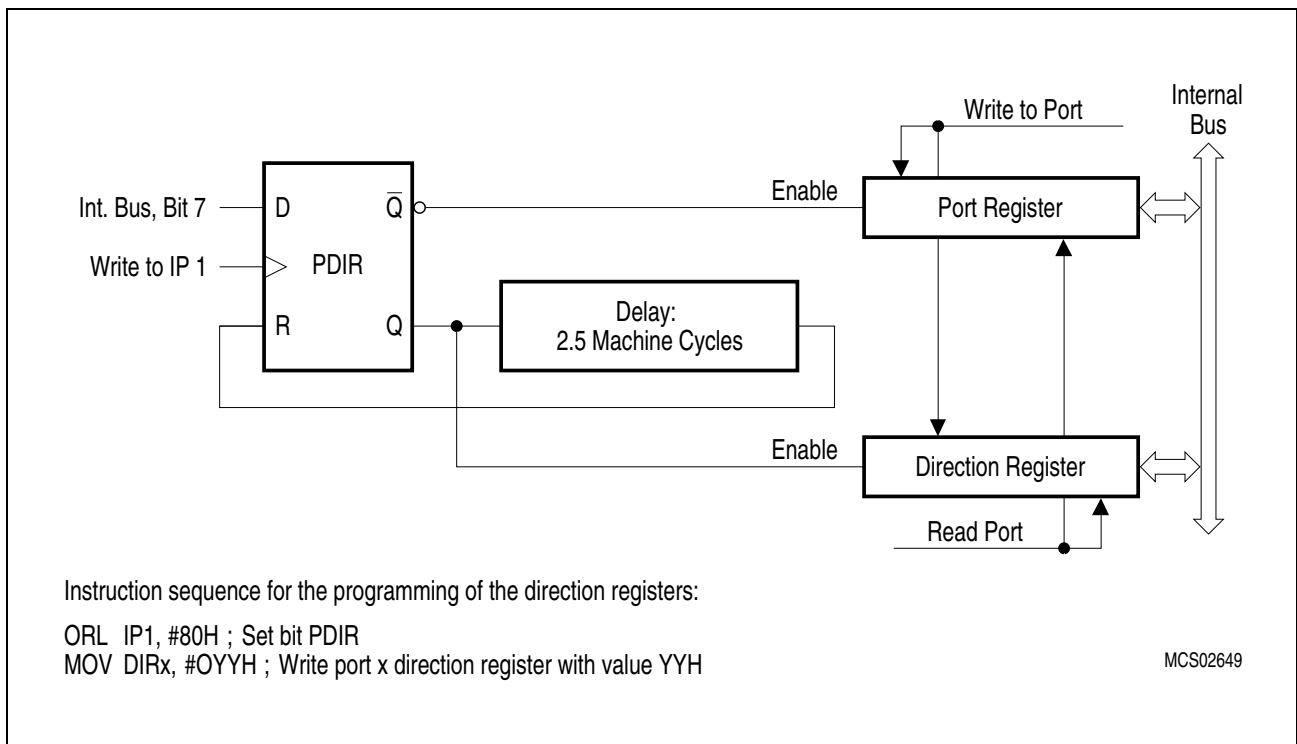 Write to Port
Internal
Bus
Int. Bus, Bit 7
D
Q
Enable
Port Register
Write to IP 1
PDIR
R
Q
Delay:
2.5 Machine Cycles
Enable
Direction Register
Read Port
Instruction sequence for the programming of the direction registers:
ORL IP1, #80H ; Set bit PDIR
MOV DIRx, #OYYH ; Write port x direction register with value YYH
MCS02649